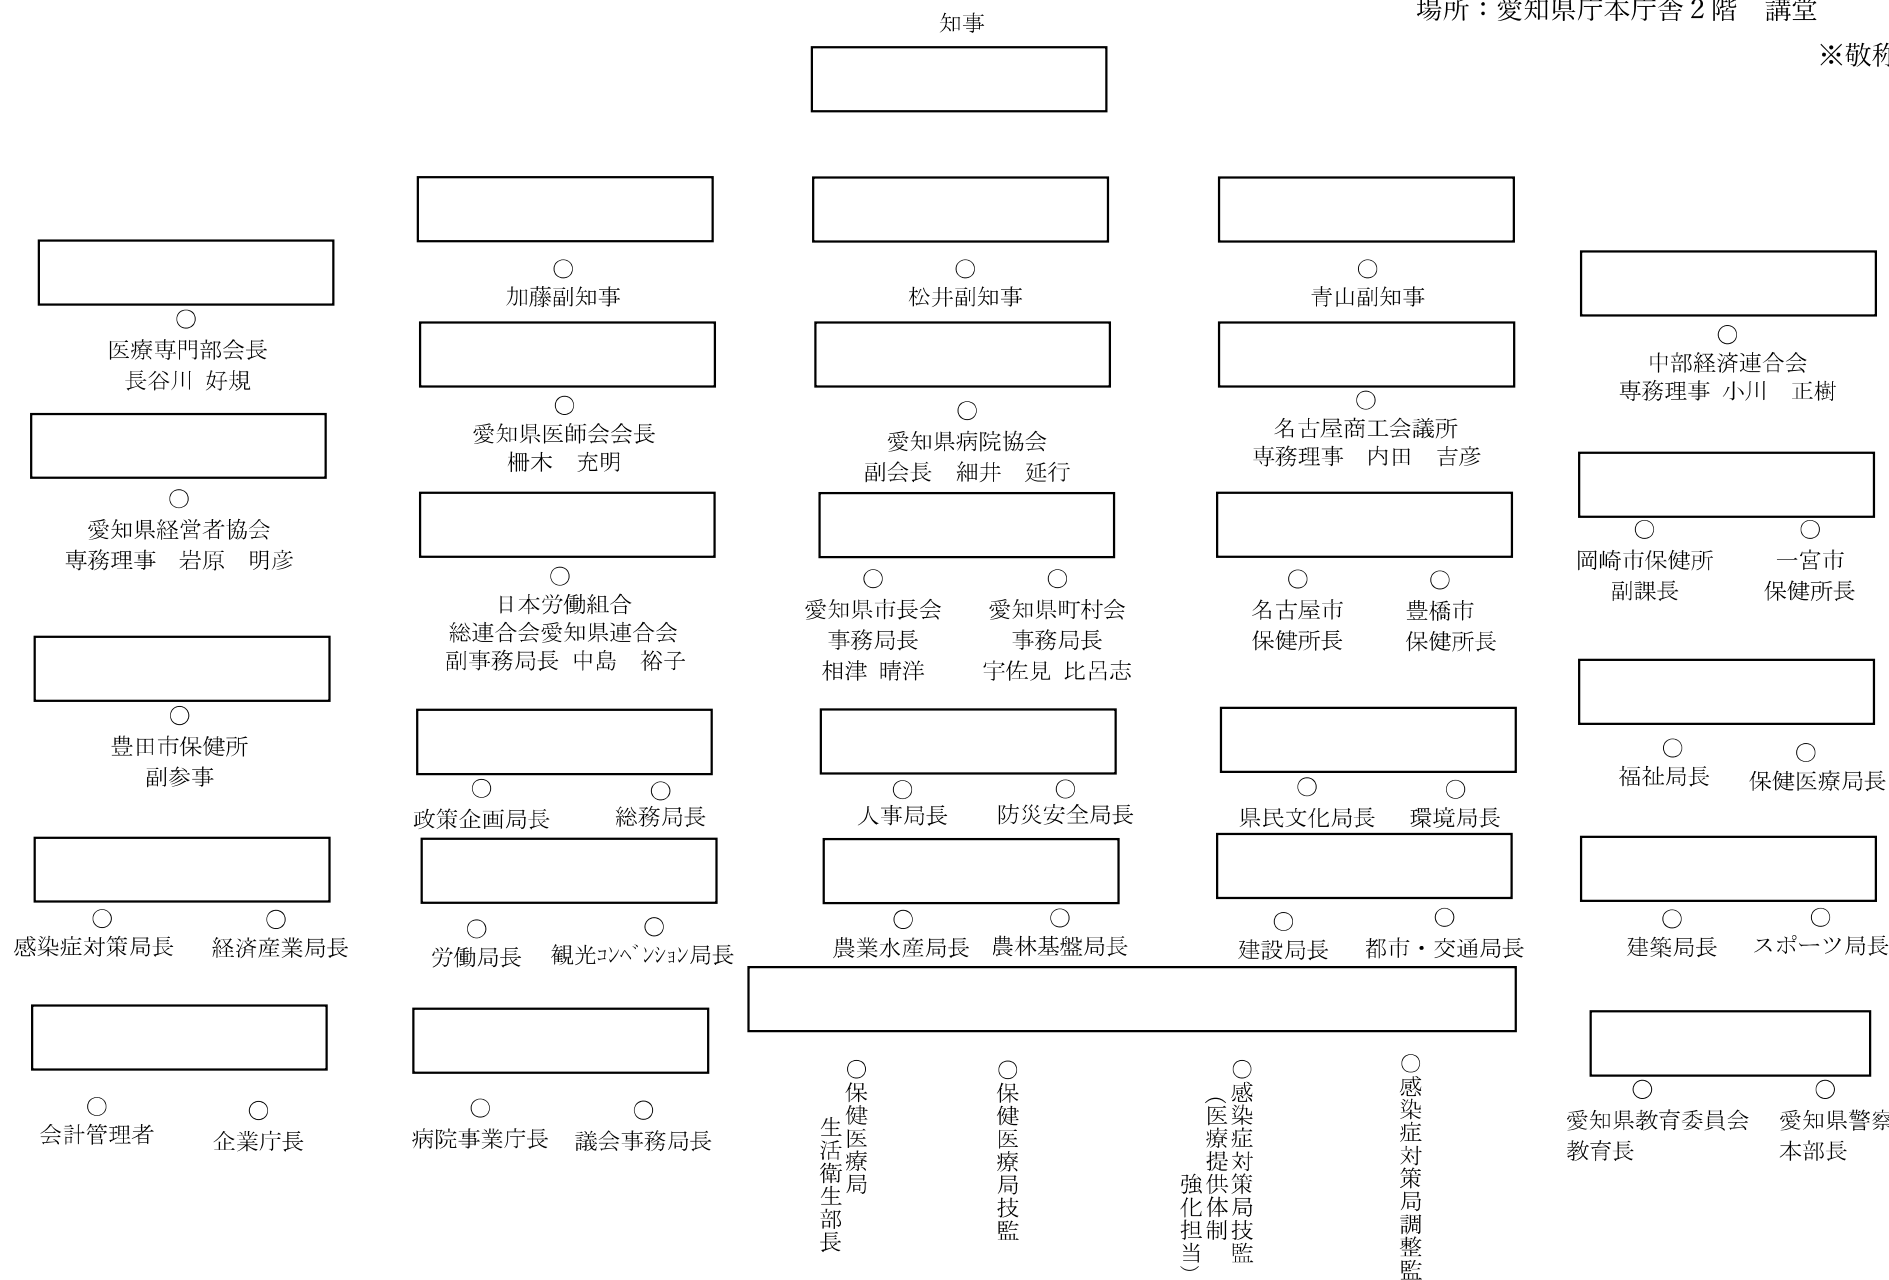 場所：愛知県庁本庁舎２階　講堂
※敬称
知事
○
加藤副知事
○
松井副知事
○
青山副知事
○
医療専門部会長
長谷川 好規
○
中部経済連合会
専務理事 小川　正樹
○
愛知県医師会会長
柵木　充明
○
愛知県病院協会
副会長　細井　延行
○
名古屋商工会議所
専務理事　内田　吉彦
○
愛知県経営者協会
専務理事　岩原　明彦
○
日本労働組合
総連合会愛知県連合会
副事務局長 中島　裕子
○
愛知県市長会
事務局長
相津 晴洋
○
愛知県町村会
事務局長
宇佐見 比呂志
○
名古屋市
保健所長
○
豊橋市
保健所長
○
岡崎市保健所
副課長
○
一宮市
保健所長
○
豊田市保健所
副参事
○
政策企画局長
○
総務局長
○
人事局長
○
防災安全局長
○
県民文化局長
○
環境局長
○
福祉局長
○
保健医療局長
○
感染症対策局長
○
経済産業局長
○
労働局長
○
観光ｺﾝﾍﾞﾝｼｮﾝ局長
○
農業水産局長
○
農林基盤局長
○
建設局長
○
都市・交通局長
○
建築局長
○
スポーツ局長
○
会計管理者
○
企業庁長
○
病院事業庁長
○
議会事務局長
○保健医療局
生活衛生部長
○保健医療局技監
○感染症対策局技監
（医療提供体制
強化担当）
○感染症対策局調整監
○
愛知県教育委員会
教育長
○
愛知県警察
本部長